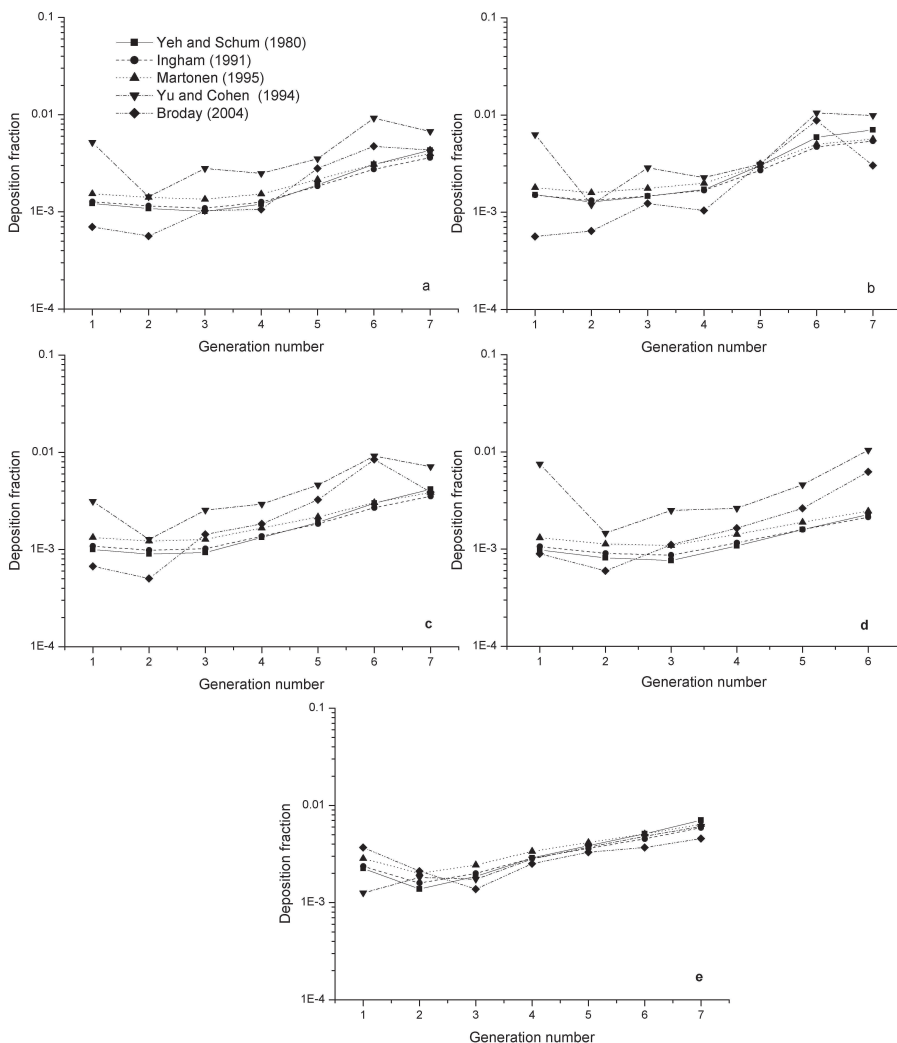 0.1
0.01
1E-3
1E-4
Deposition fraction
Yeh and Schum (1980)
Ingham (1991)
Martonen (1995)
Yu and Cohen (1994)
Broday (2004)
a
1 2 3 4 5 6 7
Generation number
0.1
0.01
1E-3
1E-4
Deposition fraction
b
1 2 3 4 5 6 7
Generation number
0.1
0.01
1E-3
1E-4
Deposition fraction
c
1 2 3 4 5 6 7
Generation number
0.1
0.01
1E-3
1E-4
Deposition fraction
d
1 2 3 4 5 6
Generation number
0.1
0.01
1E-3
1E-4
Deposition fraction
e
1 2 3 4 5 6 7
Generation number